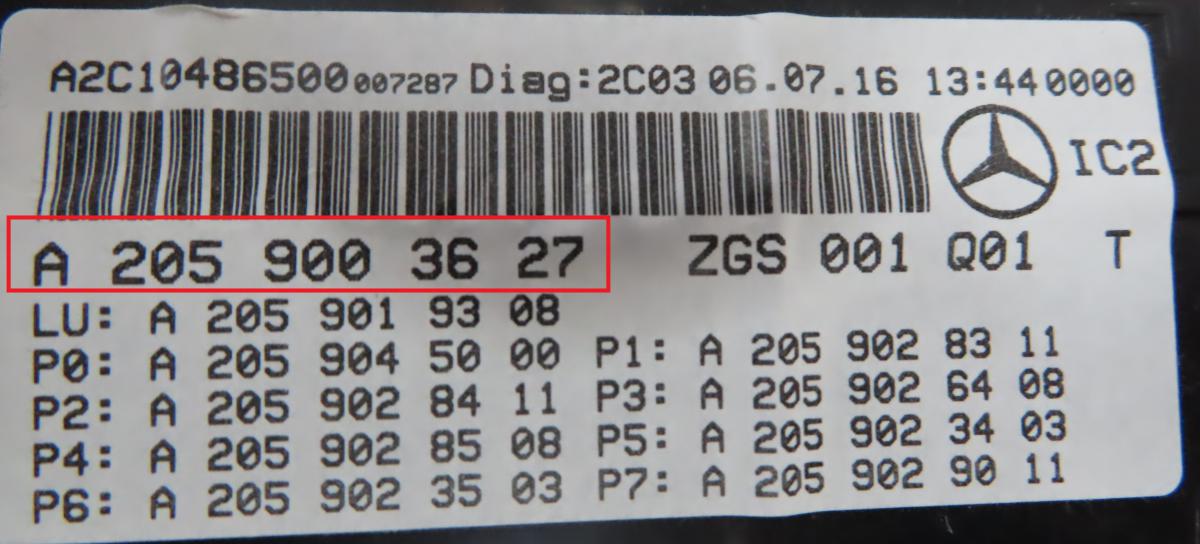 A2C10486500007287 Diag:2C03 06.07.16 13:440000
IC2
A 205 900 36 27 ZGS 001 Q01 T
LU: A 205 901 93 08
P0: A 205 904 50 00 P1: A 205 902 83 11
P2: A 205 902 84 11 P3: A 205 902 64 08
P4: A 205 902 85 08 P5: A 205 902 34 03
P6: A 205 902 35 03 P7: A 205 902 90 11